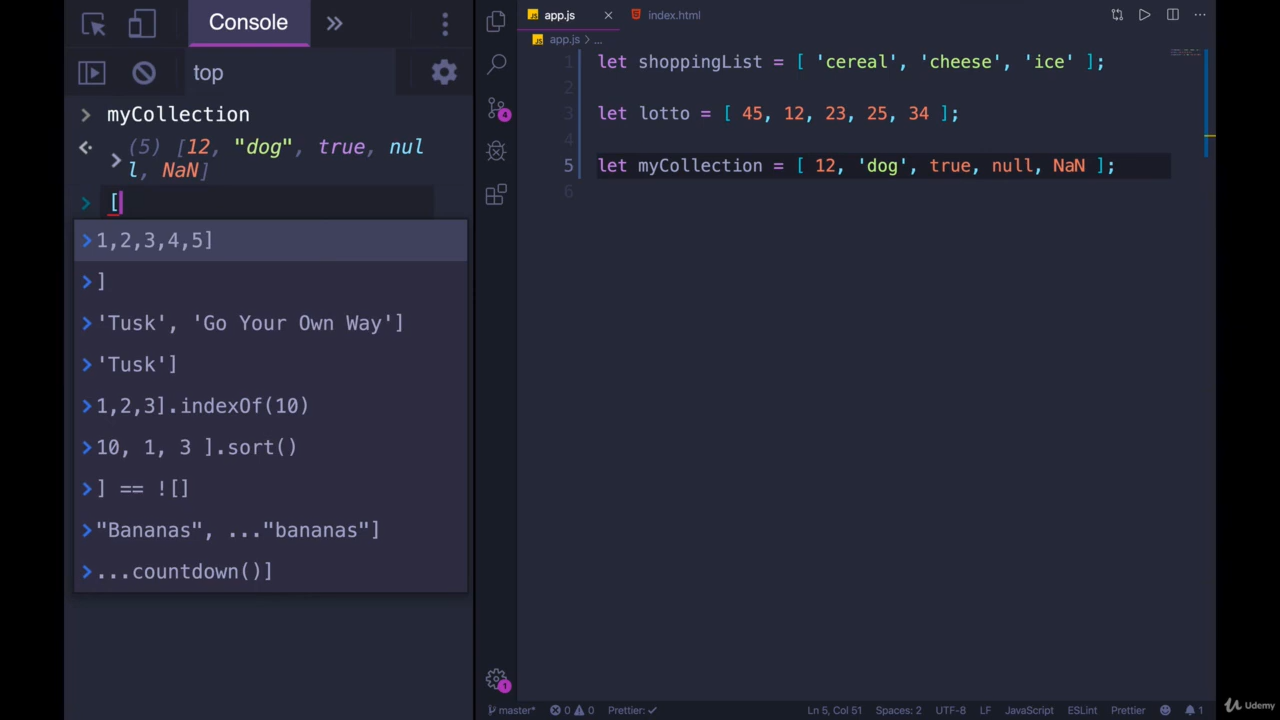 Console
top
myCollection
(5) [12, "dog", true, nul
l, NaN]
[
1,2,3,4,5]
]
'Tusk', 'Go Your Own Way']
'Tusk']
1,2,3].indexOf(10)
10, 1, 3 ].sort()
] == ![]
"Bananas", ..."bananas"]
...countdown()]
app.js
index.html
app.js > ...
1 let shoppingList = [ 'cereal', 'cheese', 'ice' ];
2
3 let lotto = [ 45, 12, 23, 25, 34 ];
4
5 let myCollection = [ 12, 'dog', true, null, NaN ];
6
4
1
master* 0 0 Prettier: ✓ Ln 5, Col 51 Spaces: 2 UTF-8 LF JavaScript ESLint Prettier 1
Udemy